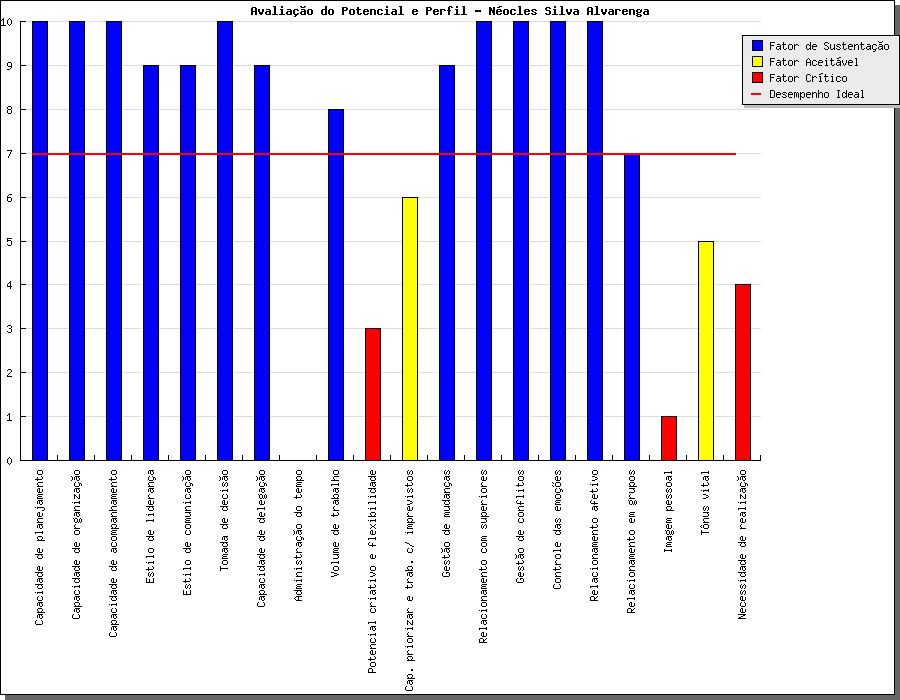 Avaliação do Potencial e Perfil - Néocles Silva Alvarenga
Fator de Sustentação
Fator Aceitável
Fator Crítico
Desempenho Ideal
10
9
8
7
6
5
4
3
2
1
0
Capacidade de planejamento
Capacidade de organização
Capacidade de acompanhamento
Estilo de liderança
Estilo de comunicação
Tomada de decisão
Capacidade de delegação
Administração do tempo
Volume de trabalho
Potencial criativo e flexibilidade
Cap. priorizar e trab. c/ imprevistos
Gestão de mudanças
Relacionamento com superiores
Gestão de conflitos
Controle das emoções
Relacionamento afetivo
Relacionamento em grupos
Imagem pessoal
Tônus vital
Necessidade de realização